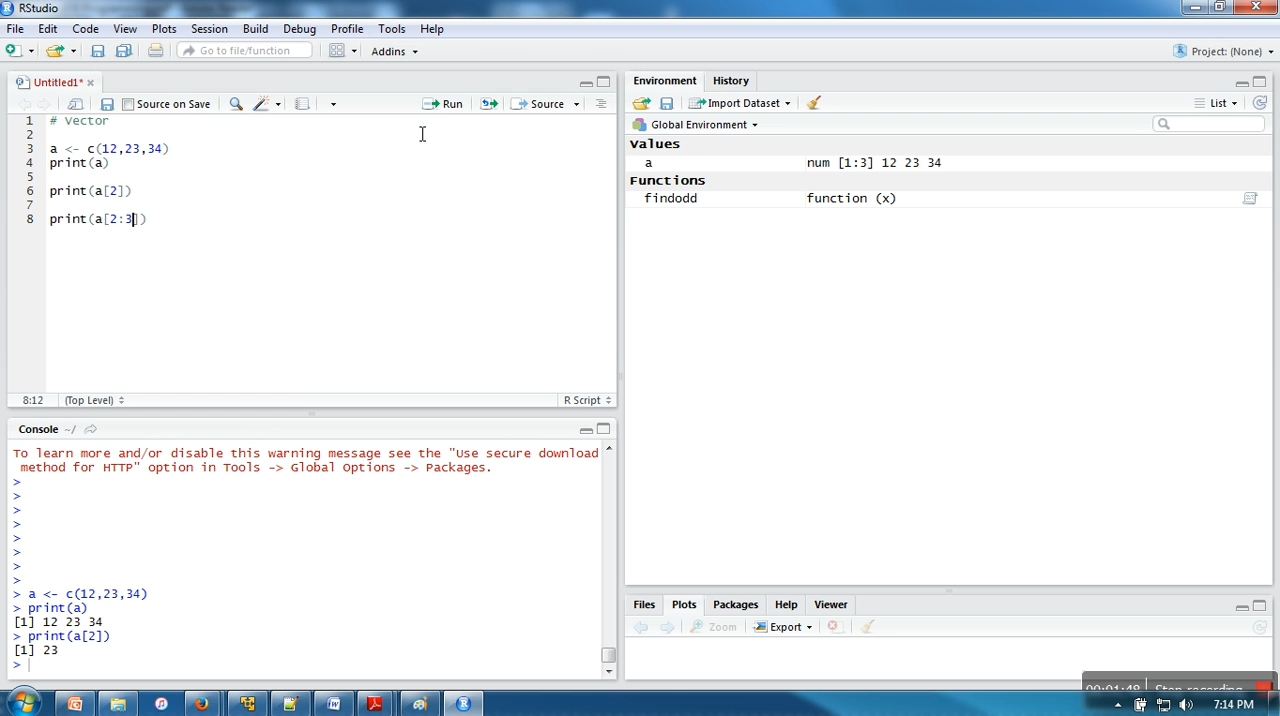 RStudio
File Edit Code View Plots Session Build Debug Profile Tools Help
Go to file/function Addins Project: (None)
Untitled1*
Source on Save Run Source
1 # Vector
2
3 a <- c(12,23,34)
4 print(a)
5
6 print(a[2])
7
8 print(a[2:3])
8:12 (Top Level) R Script
Console ~/
To learn more and/or disable this warning message see the "Use secure download
method for HTTP" option in Tools -> Global Options -> Packages.
>
>
>
>
>
>
>
>
> a <- c(12,23,34)
> print(a)
[1] 12 23 34
> print(a[2])
[1] 23
>
Environment History
Import Dataset List
Global Environment
Values
a num [1:3] 12 23 34
Functions
findodd function (x)
Files Plots Packages Help Viewer
Zoom Export
00:01:48 Stop recording
7:14 PM